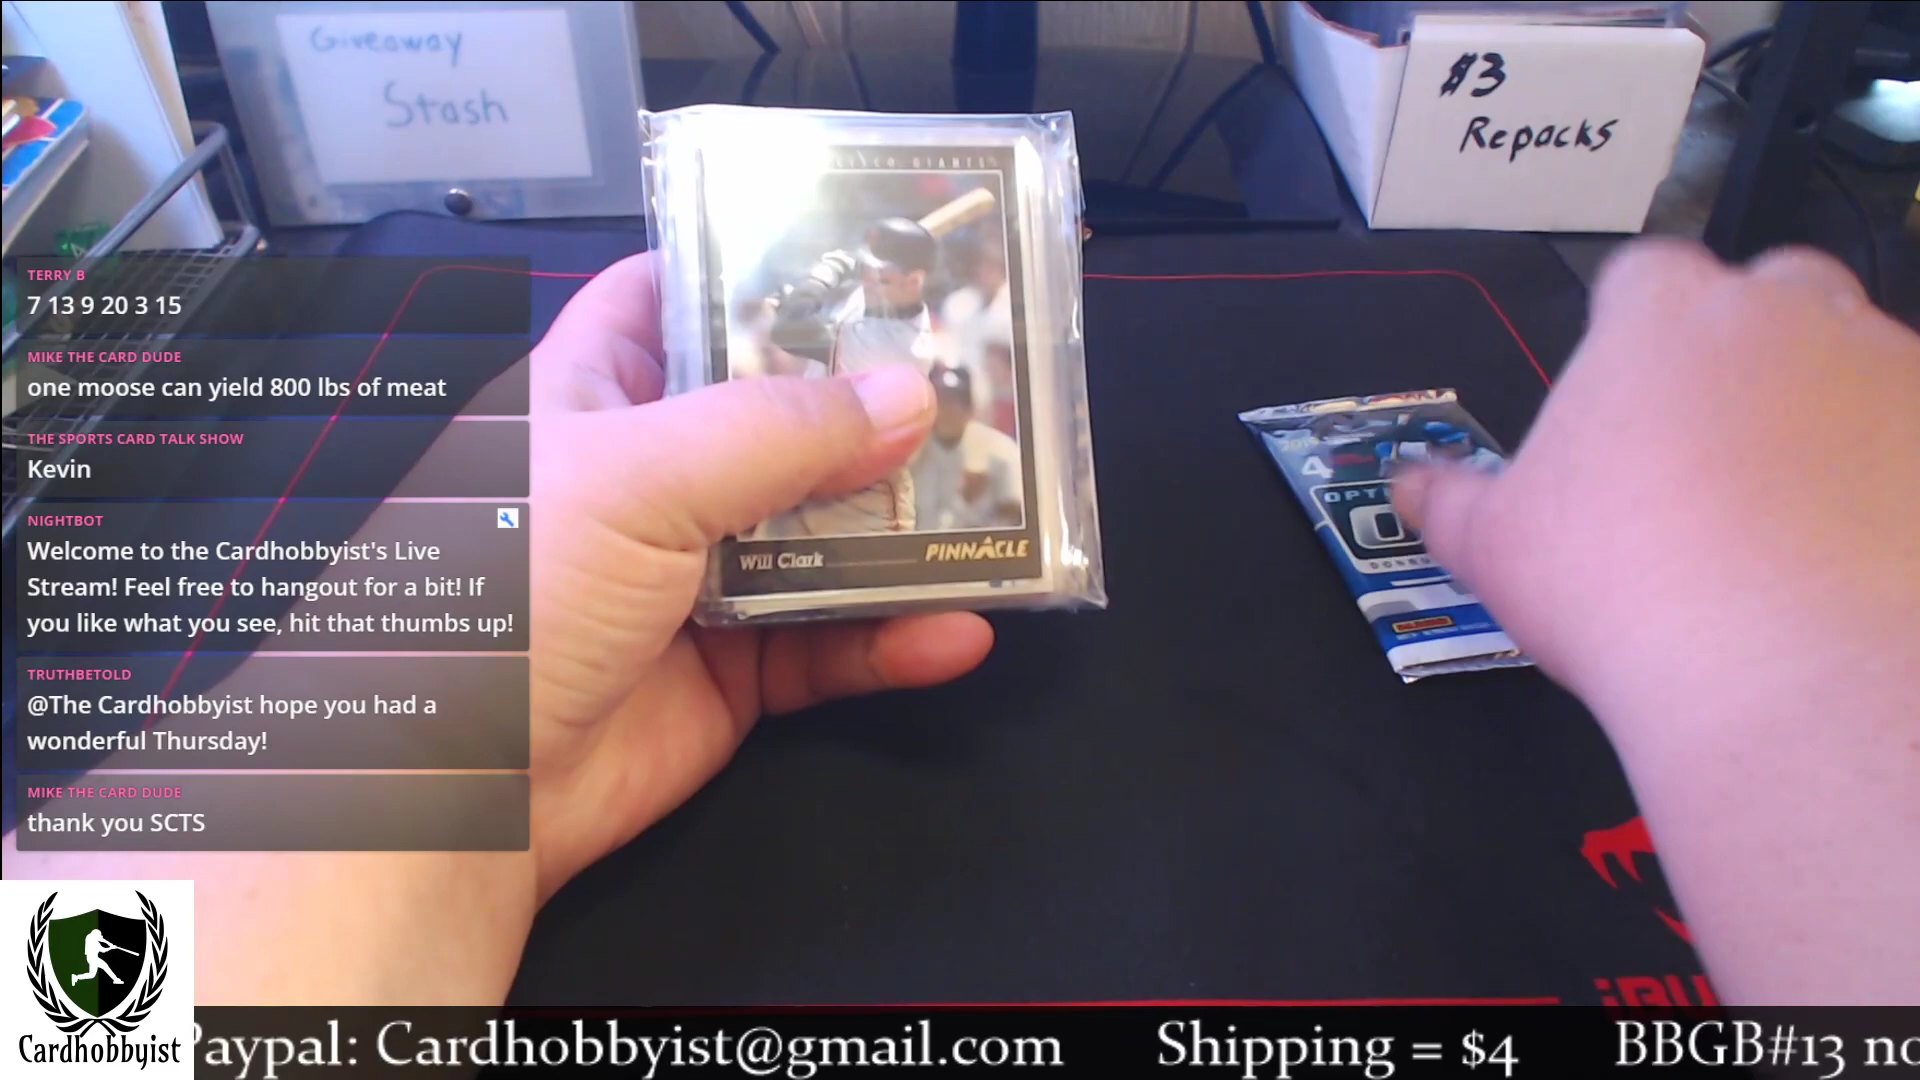 Giveaway
Stash
#3
Repacks
GIANTS
Will Clark
PINNACLE
4
TERRY B
7 13 9 20 3 15
MIKE THE CARD DUDE
one moose can yield 800 lbs of meat
THE SPORTS CARD TALK SHOW
Kevin
NIGHTBOT
Welcome to the Cardhobbyist's Live
Stream! Feel free to hangout for a bit! If
you like what you see, hit that thumbs up!
TRUTHBETOLD
@The Cardhobbyist hope you had a
wonderful Thursday!
MIKE THE CARD DUDE
thank you SCTS
Cardhobbyist
Paypal: Cardhobbyist@gmail.com Shipping = $4 BBGB#13